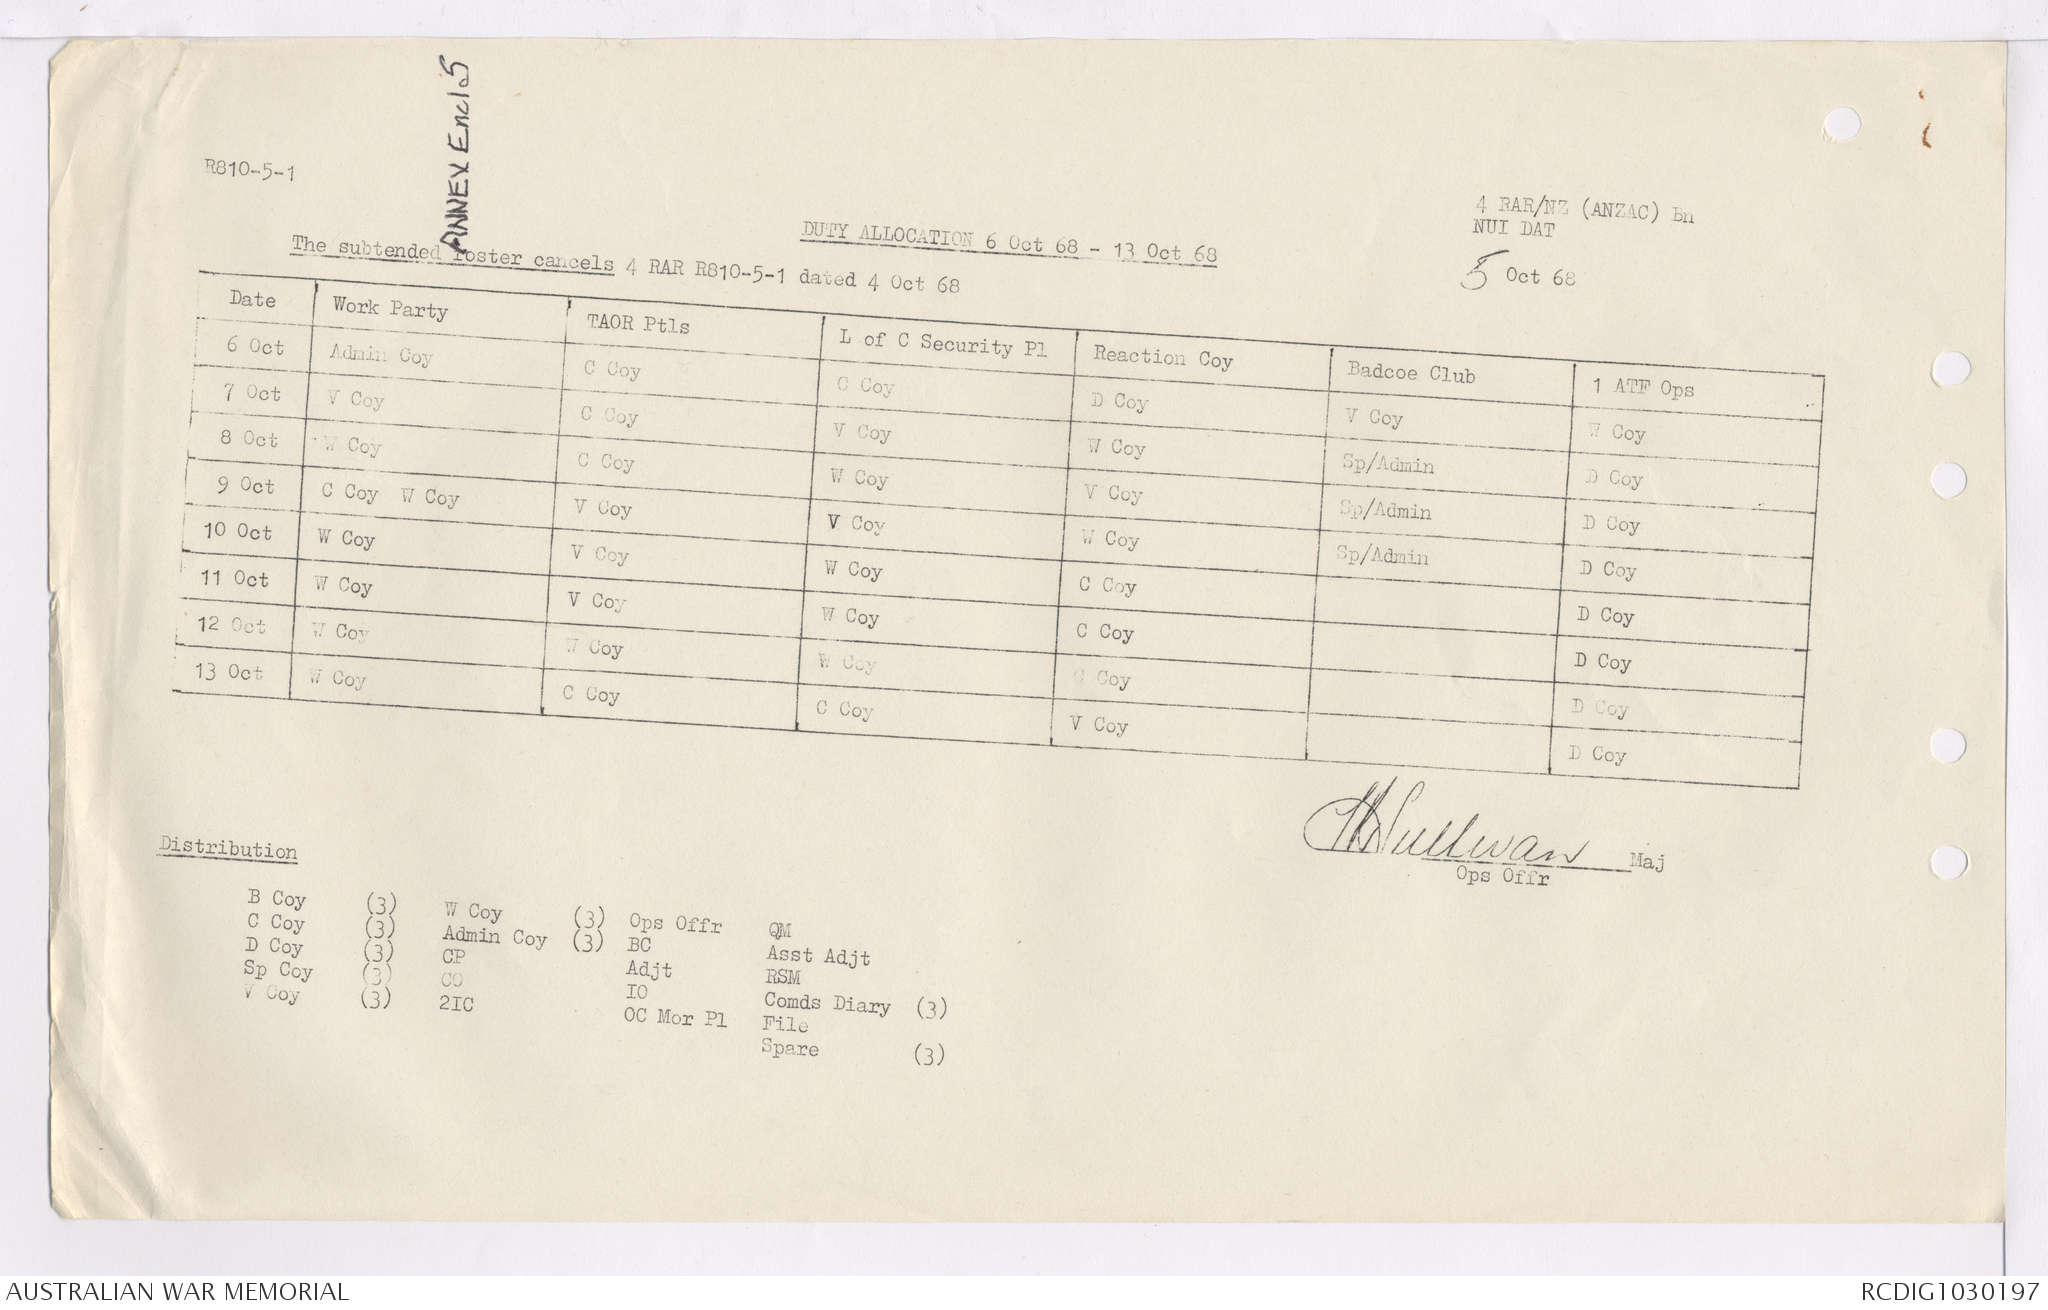 ANNEX Encl 5
R810-5-1
4 RAR/NZ (ANZAC) Bn
NUI DAT
5 Oct 68
DUTY ALLOCATION 6 Oct 68 - 13 Oct 68
The subtended roster cancels 4 RAR R810-5-1 dated 4 Oct 68
Date Work Party TAOR Ptls L of C Security Pl Reaction Coy Badcoe Club 1 ATF Ops
6 Oct Admin Coy C Coy C Coy D Coy V Coy W Coy
7 Oct V Coy C Coy V Coy W Coy Sp/Admin D Coy
8 Oct W Coy C Coy W Coy V Coy Sp/Admin D Coy
9 Oct C Coy W Coy V Coy V Coy W Coy Sp/Admin D Coy
10 Oct W Coy V Coy W Coy C Coy D Coy
11 Oct W Coy V Coy W Coy C Coy D Coy
12 Oct W Coy W Coy W Coy C Coy D Coy
13 Oct W Coy C Coy C Coy V Coy D Coy
Sullivan Maj
Ops Offr
Distribution
B Coy (3) W Coy (3) Ops Offr QM
C Coy (3) Admin Coy (3) BC Asst Adjt
D Coy (3) CP Adjt RSM
Sp Coy (3) CO IO Comds Diary (3)
V Coy (3) 2IC OC Mor Pl File
Spare (3)
AUSTRALIAN WAR MEMORIAL
RCDIG1030197